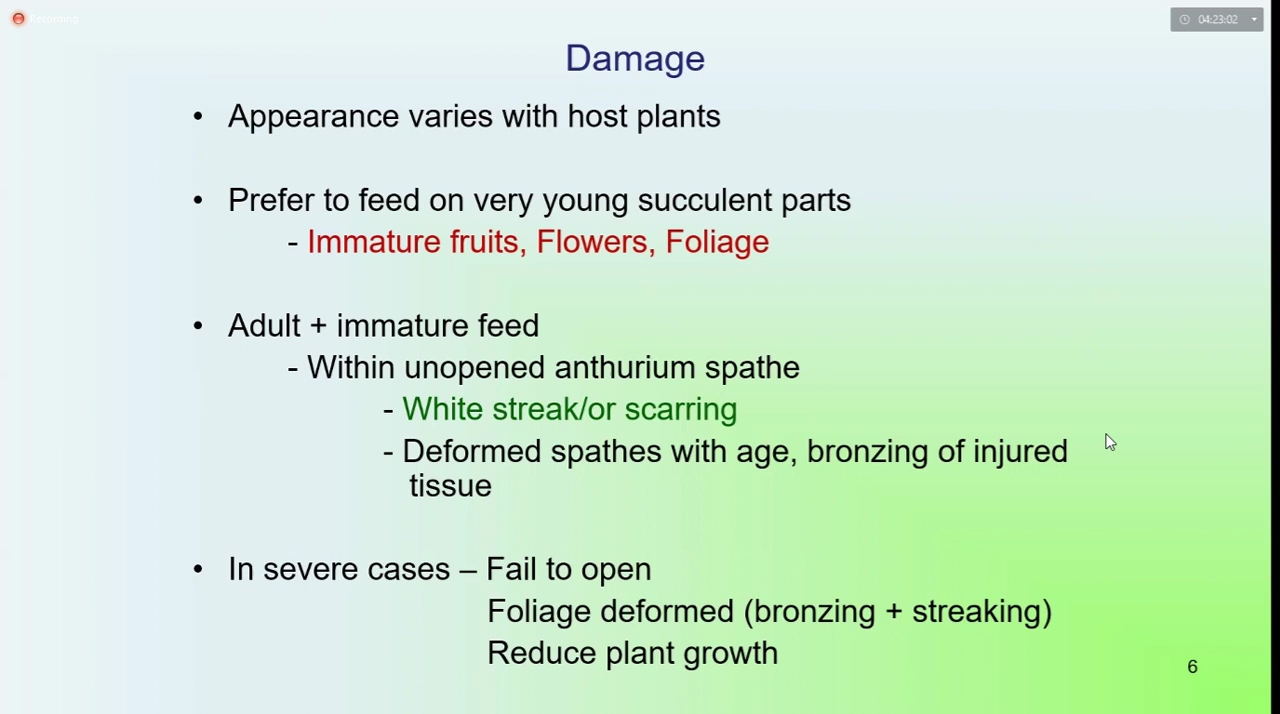 Recording
04:23:02
Damage
• Appearance varies with host plants
• Prefer to feed on very young succulent parts
- Immature fruits, Flowers, Foliage
• Adult + immature feed
- Within unopened anthurium spathe
- White streak/or scarring
- Deformed spathes with age, bronzing of injured
tissue
• In severe cases – Fail to open
Foliage deformed (bronzing + streaking)
Reduce plant growth
6